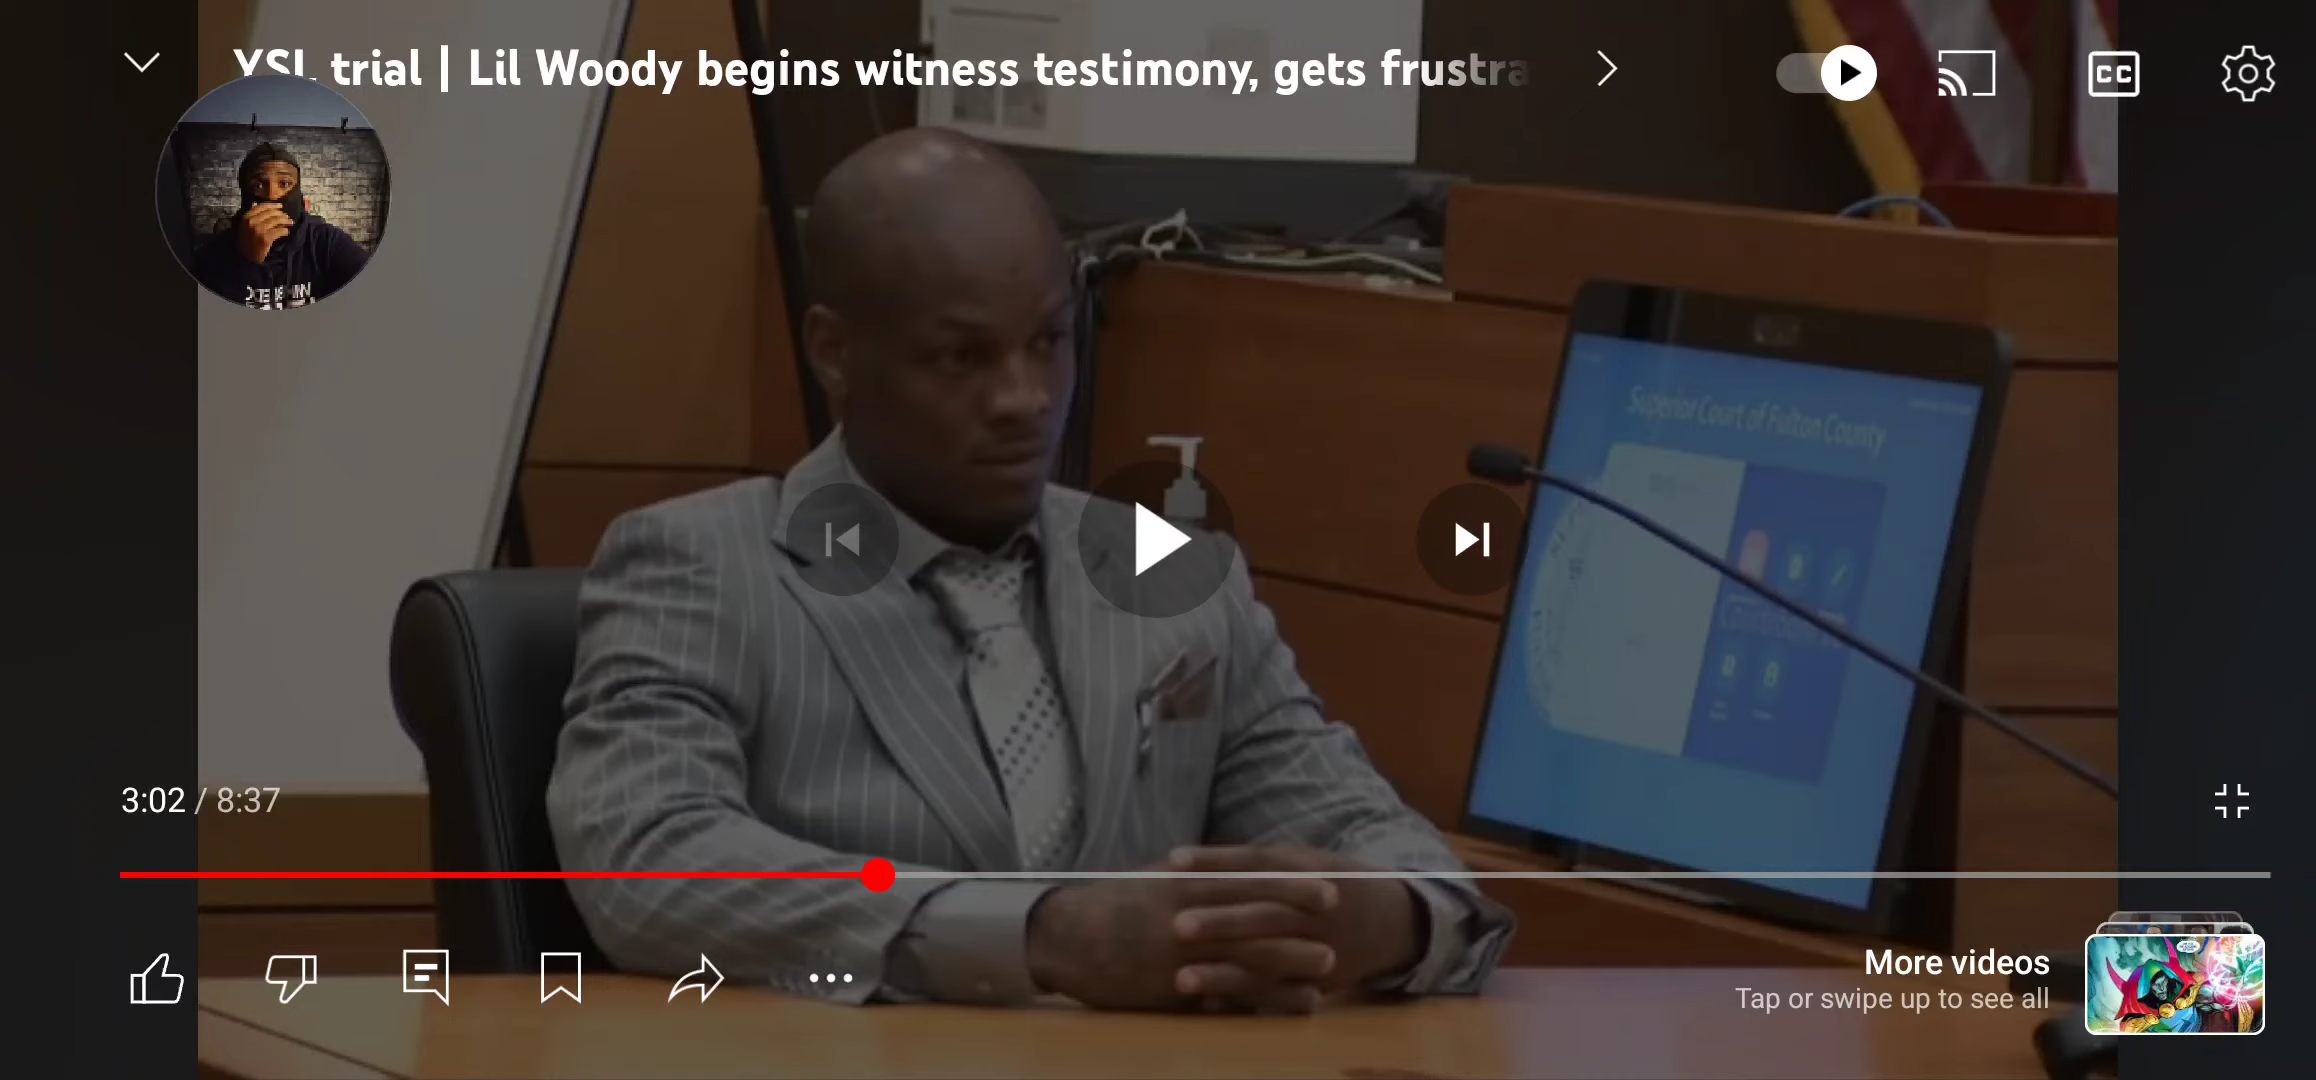 YSL trial | Lil Woody begins witness testimony, gets frustra
CC
Superior Court of Fulton County
3:02 / 8:37
More videos
Tap or swipe up to see all